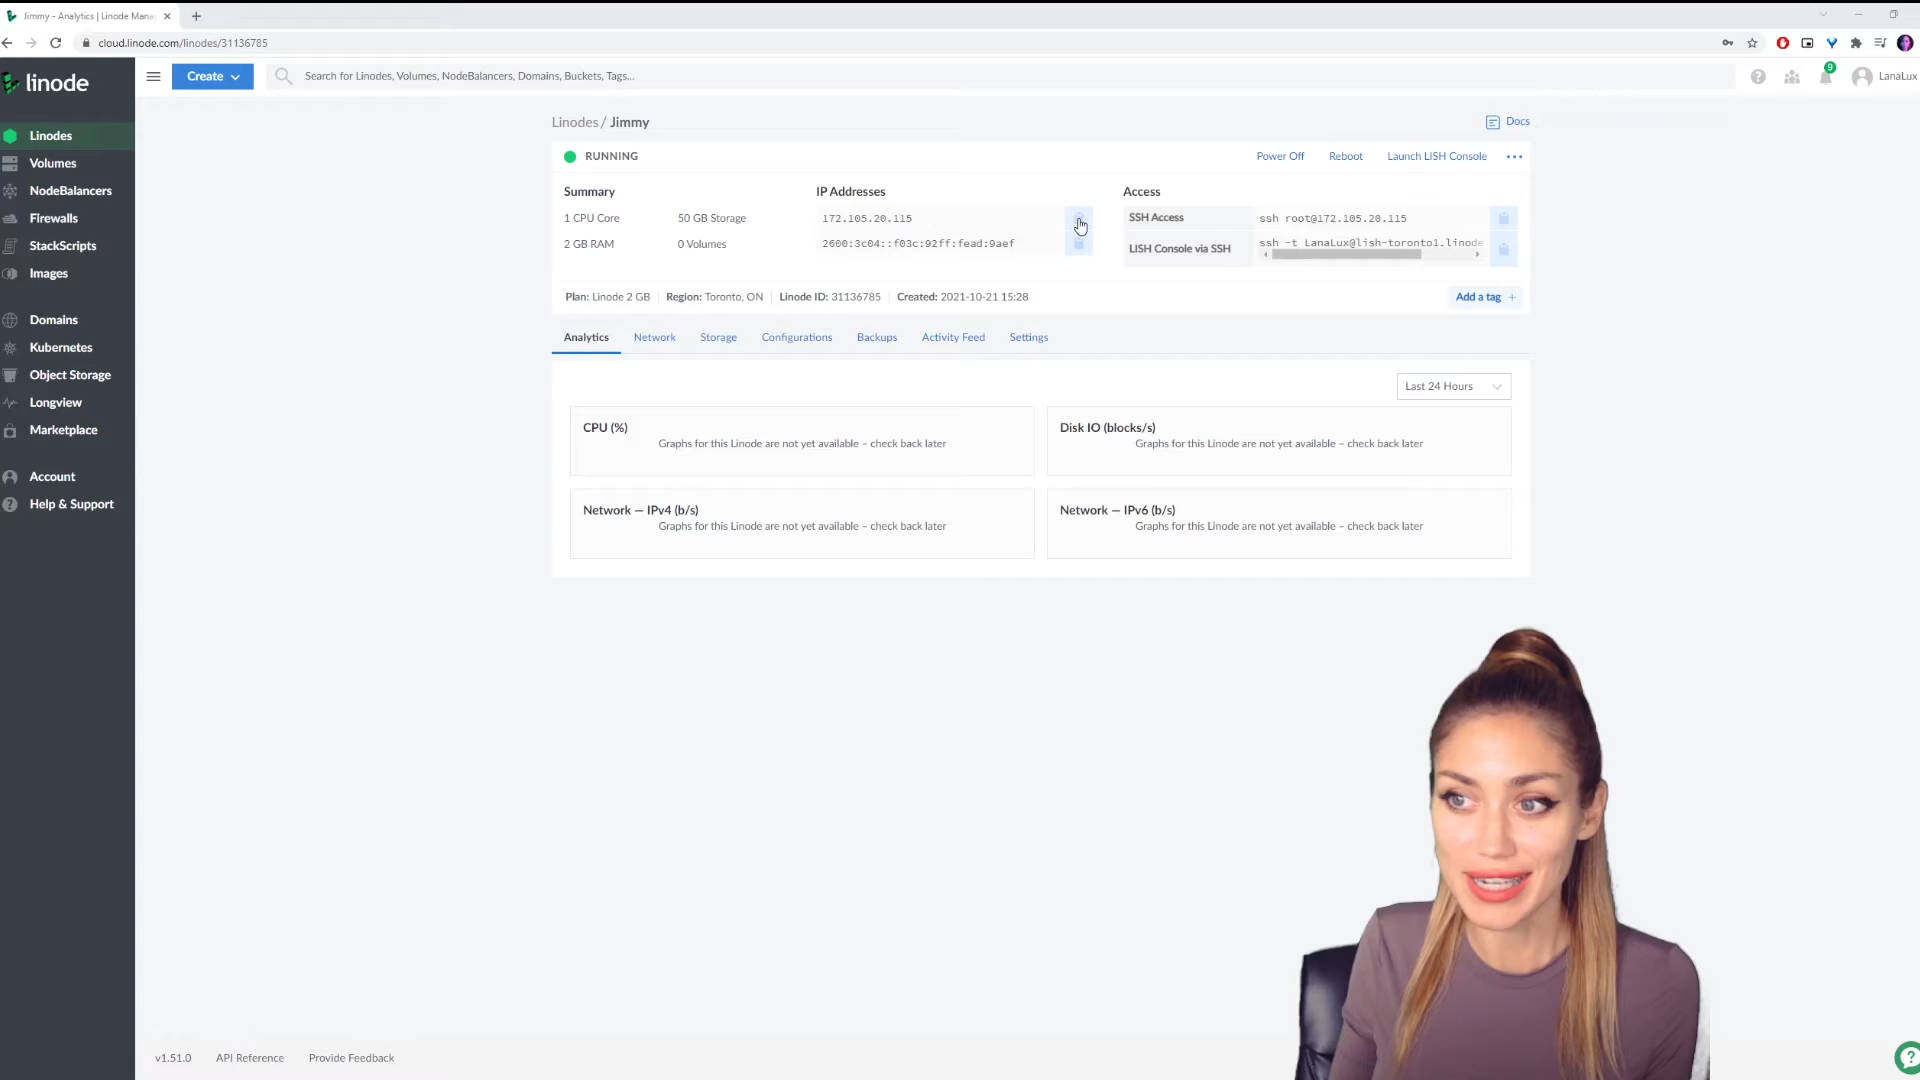 Jimmy - Analytics | Linode Mana
cloud.linode.com/linodes/31136785
linode
Create
Search for Linodes, Volumes, NodeBalancers, Domains, Buckets, Tags...
9
LanaLux
Linodes
Volumes
NodeBalancers
Firewalls
StackScripts
Images
Domains
Kubernetes
Object Storage
Longview
Marketplace
Account
Help & Support
Linodes / Jimmy
Docs
RUNNING
Power Off
Reboot
Launch LISH Console
Summary
IP Addresses
Access
1 CPU Core
50 GB Storage
172.105.20.115
SSH Access
ssh root@172.105.20.115
2 GB RAM
0 Volumes
2600:3c04::f03c:92ff:fead:9aef
LISH Console via SSH
ssh -t LanaLux@lish-toronto1.linode
Plan: Linode 2 GB
Region: Toronto, ON
Linode ID: 31136785
Created: 2021-10-21 15:28
Add a tag +
Analytics
Network
Storage
Configurations
Backups
Activity Feed
Settings
Last 24 Hours
CPU (%)
Graphs for this Linode are not yet available – check back later
Disk IO (blocks/s)
Graphs for this Linode are not yet available – check back later
Network — IPv4 (b/s)
Graphs for this Linode are not yet available – check back later
Network — IPv6 (b/s)
Graphs for this Linode are not yet available – check back later
v1.51.0
API Reference
Provide Feedback